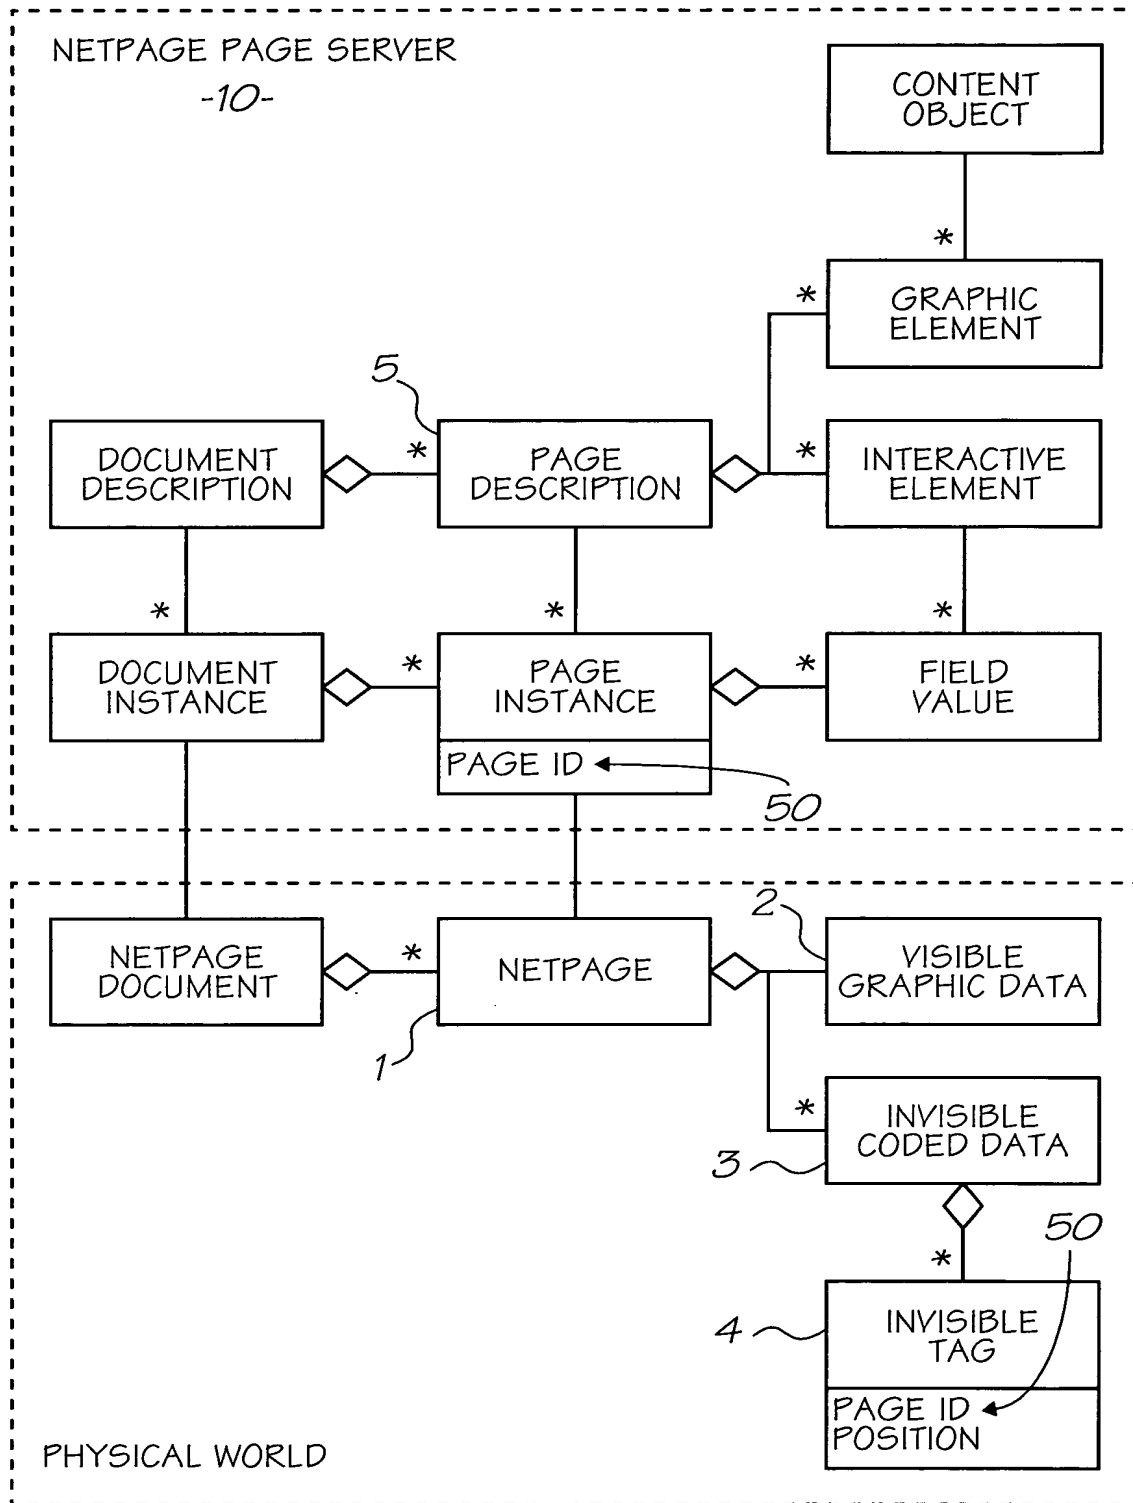 NETPAGE PAGE SERVER
-10-
CONTENT
OBJECT
*
GRAPHIC
ELEMENT
*
5
DOCUMENT
DESCRIPTION
*
PAGE
DESCRIPTION
*
INTERACTIVE
ELEMENT
*
*
*
DOCUMENT
INSTANCE
*
PAGE
INSTANCE
*
FIELD
VALUE
PAGE ID
50
NETPAGE
DOCUMENT
*
NETPAGE
1
2
VISIBLE
GRAPHIC DATA
*
INVISIBLE
CODED DATA
3
*
50
4
INVISIBLE
TAG
PAGE ID
POSITION
PHYSICAL WORLD